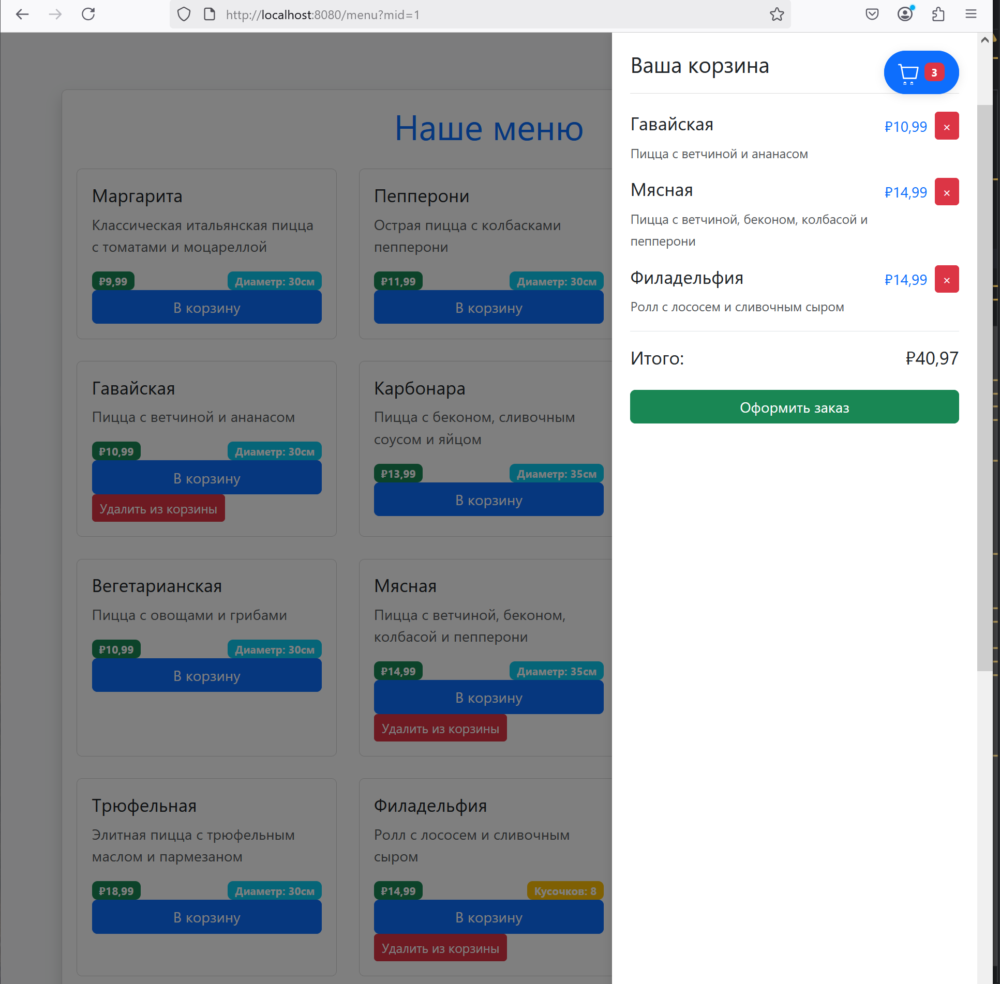 http://localhost:8080/menu?mid=1
Наше меню
Маргарита
Классическая итальянская пицца
с томатами и моцареллой
₽9,99
Диаметр: 30см
В корзину
Пепперони
Острая пицца с колбасками
пепперони
₽11,99
Диаметр: 30см
В корзину
Гавайская
Пицца с ветчиной и ананасом
₽10,99
Диаметр: 30см
В корзину
Удалить из корзины
Карбонара
Пицца с беконом, сливочным
соусом и яйцом
₽13,99
Диаметр: 35см
В корзину
Вегетарианская
Пицца с овощами и грибами
₽10,99
Диаметр: 30см
В корзину
Мясная
Пицца с ветчиной, беконом,
колбасой и пепперони
₽14,99
Диаметр: 35см
В корзину
Удалить из корзины
Трюфельная
Элитная пицца с трюфельным
маслом и пармезаном
₽18,99
Диаметр: 30см
В корзину
Филадельфия
Ролл с лососем и сливочным
сыром
₽14,99
Кусочков: 8
В корзину
Удалить из корзины
Ваша корзина
3
Гавайская
₽10,99 ×
Пицца с ветчиной и ананасом
Мясная
₽14,99 ×
Пицца с ветчиной, беконом, колбасой и
пепперони
Филадельфия
₽14,99 ×
Ролл с лососем и сливочным сыром
Итого:
₽40,97
Оформить заказ